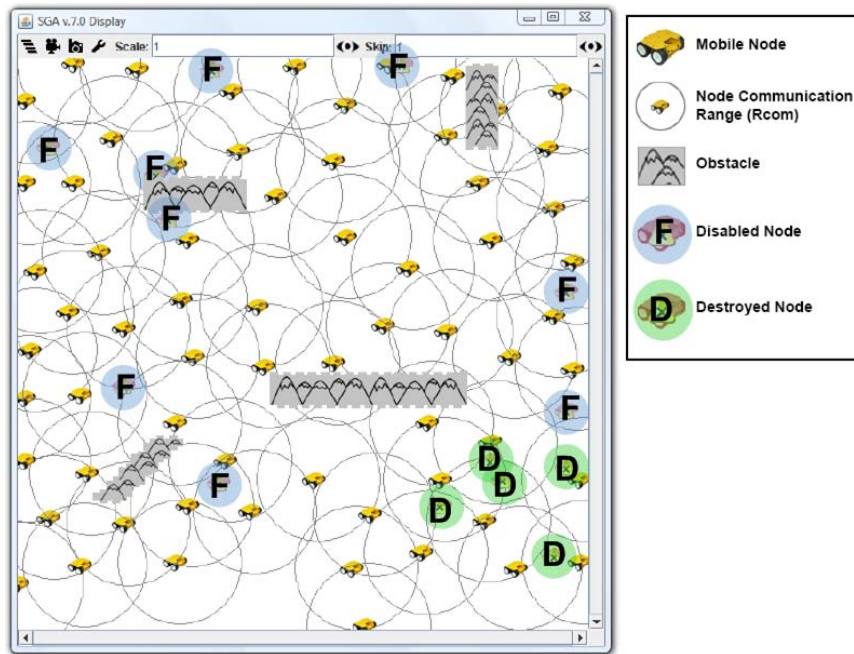 SGA v.7.0 Display
Scale: 1
Skip: 1
F
F
F
F
F
F
F
F
F
D
D
D
D
D
Mobile Node
Node Communication
Range (Rcom)
Obstacle
F
Disabled Node
D
Destroyed Node